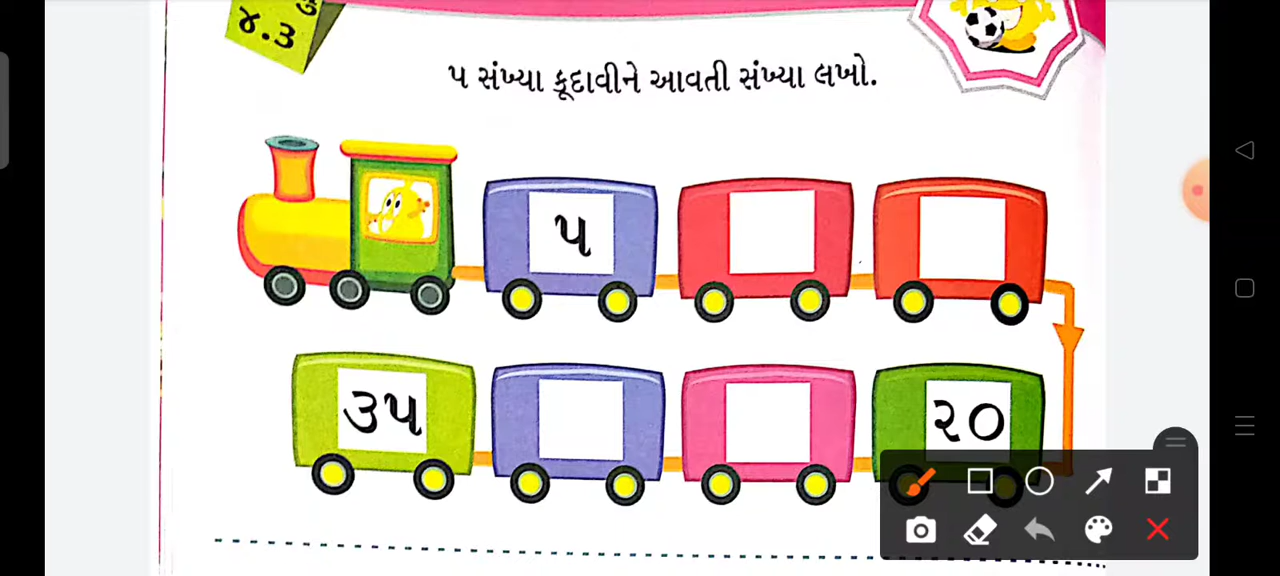 ૪.૩
૫ સંખ્યા કૂદાવીને આવતી સંખ્યા લખો.
૫
૩૫
૨૦